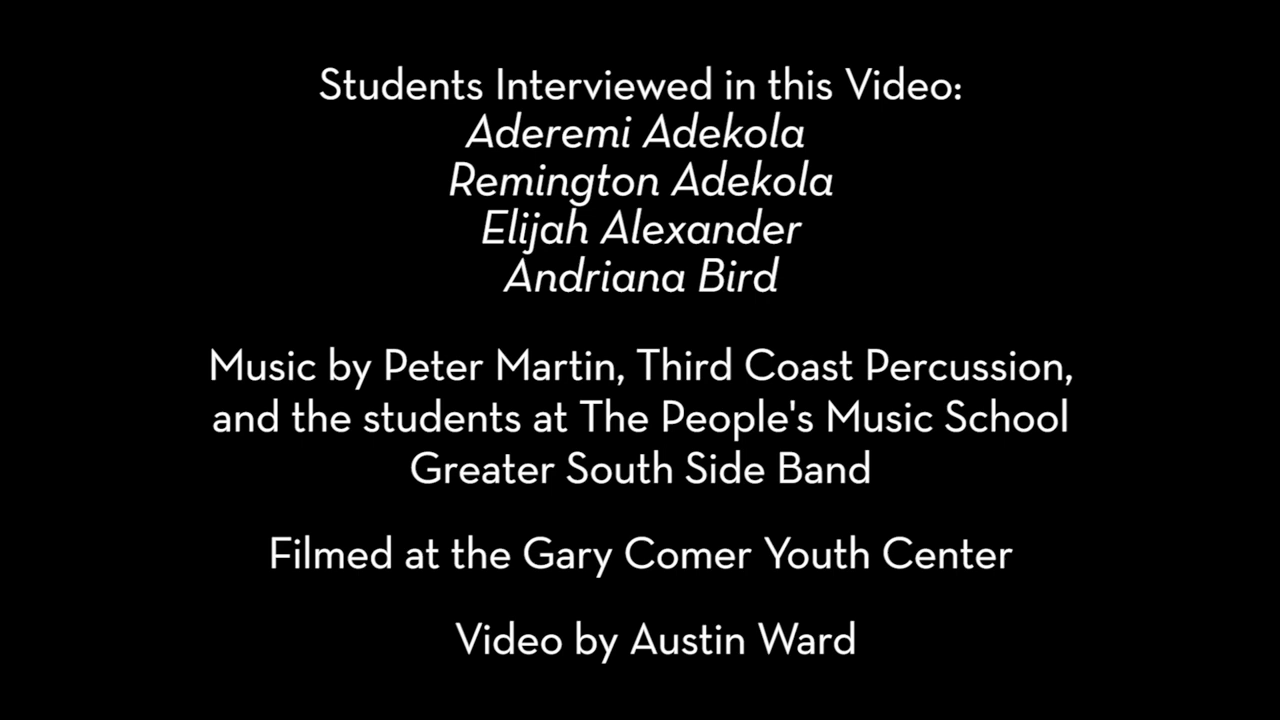 Students Interviewed in this Video:
Aderemi Adekola
Remington Adekola
Elijah Alexander
Andriana Bird
Music by Peter Martin, Third Coast Percussion,
and the students at The People's Music School
Greater South Side Band
Filmed at the Gary Comer Youth Center
Video by Austin Ward